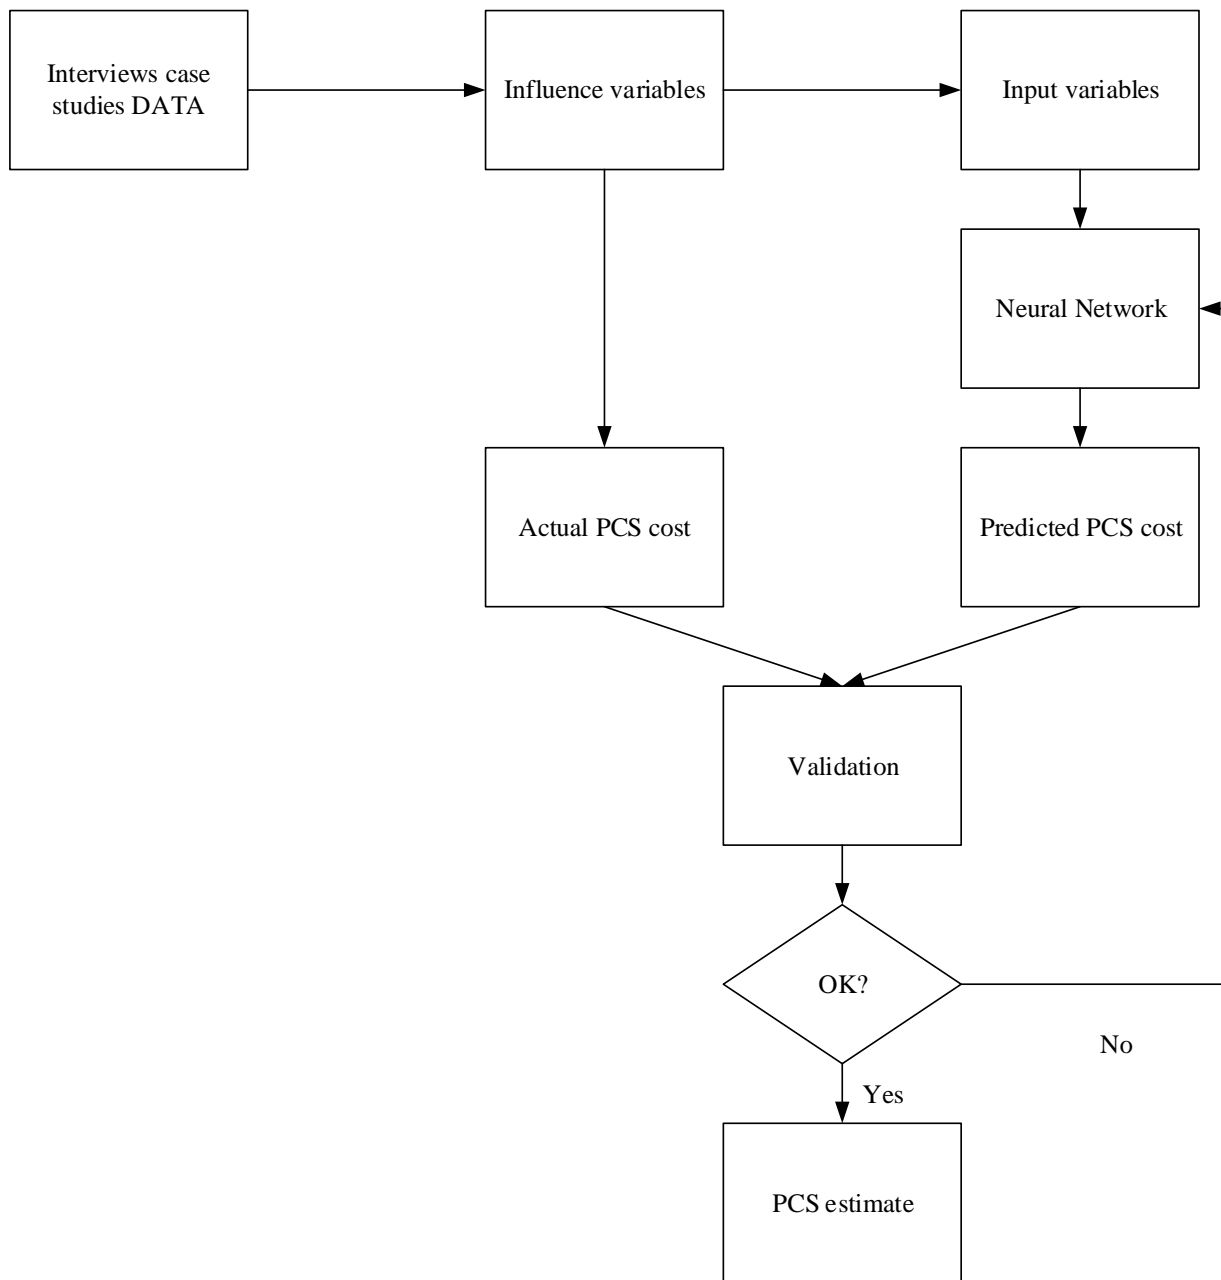 Interviews case
studies DATA
Influence variables
Input variables
Neural Network
Actual PCS cost
Predicted PCS cost
Validation
OK?
No
Yes
PCS estimate